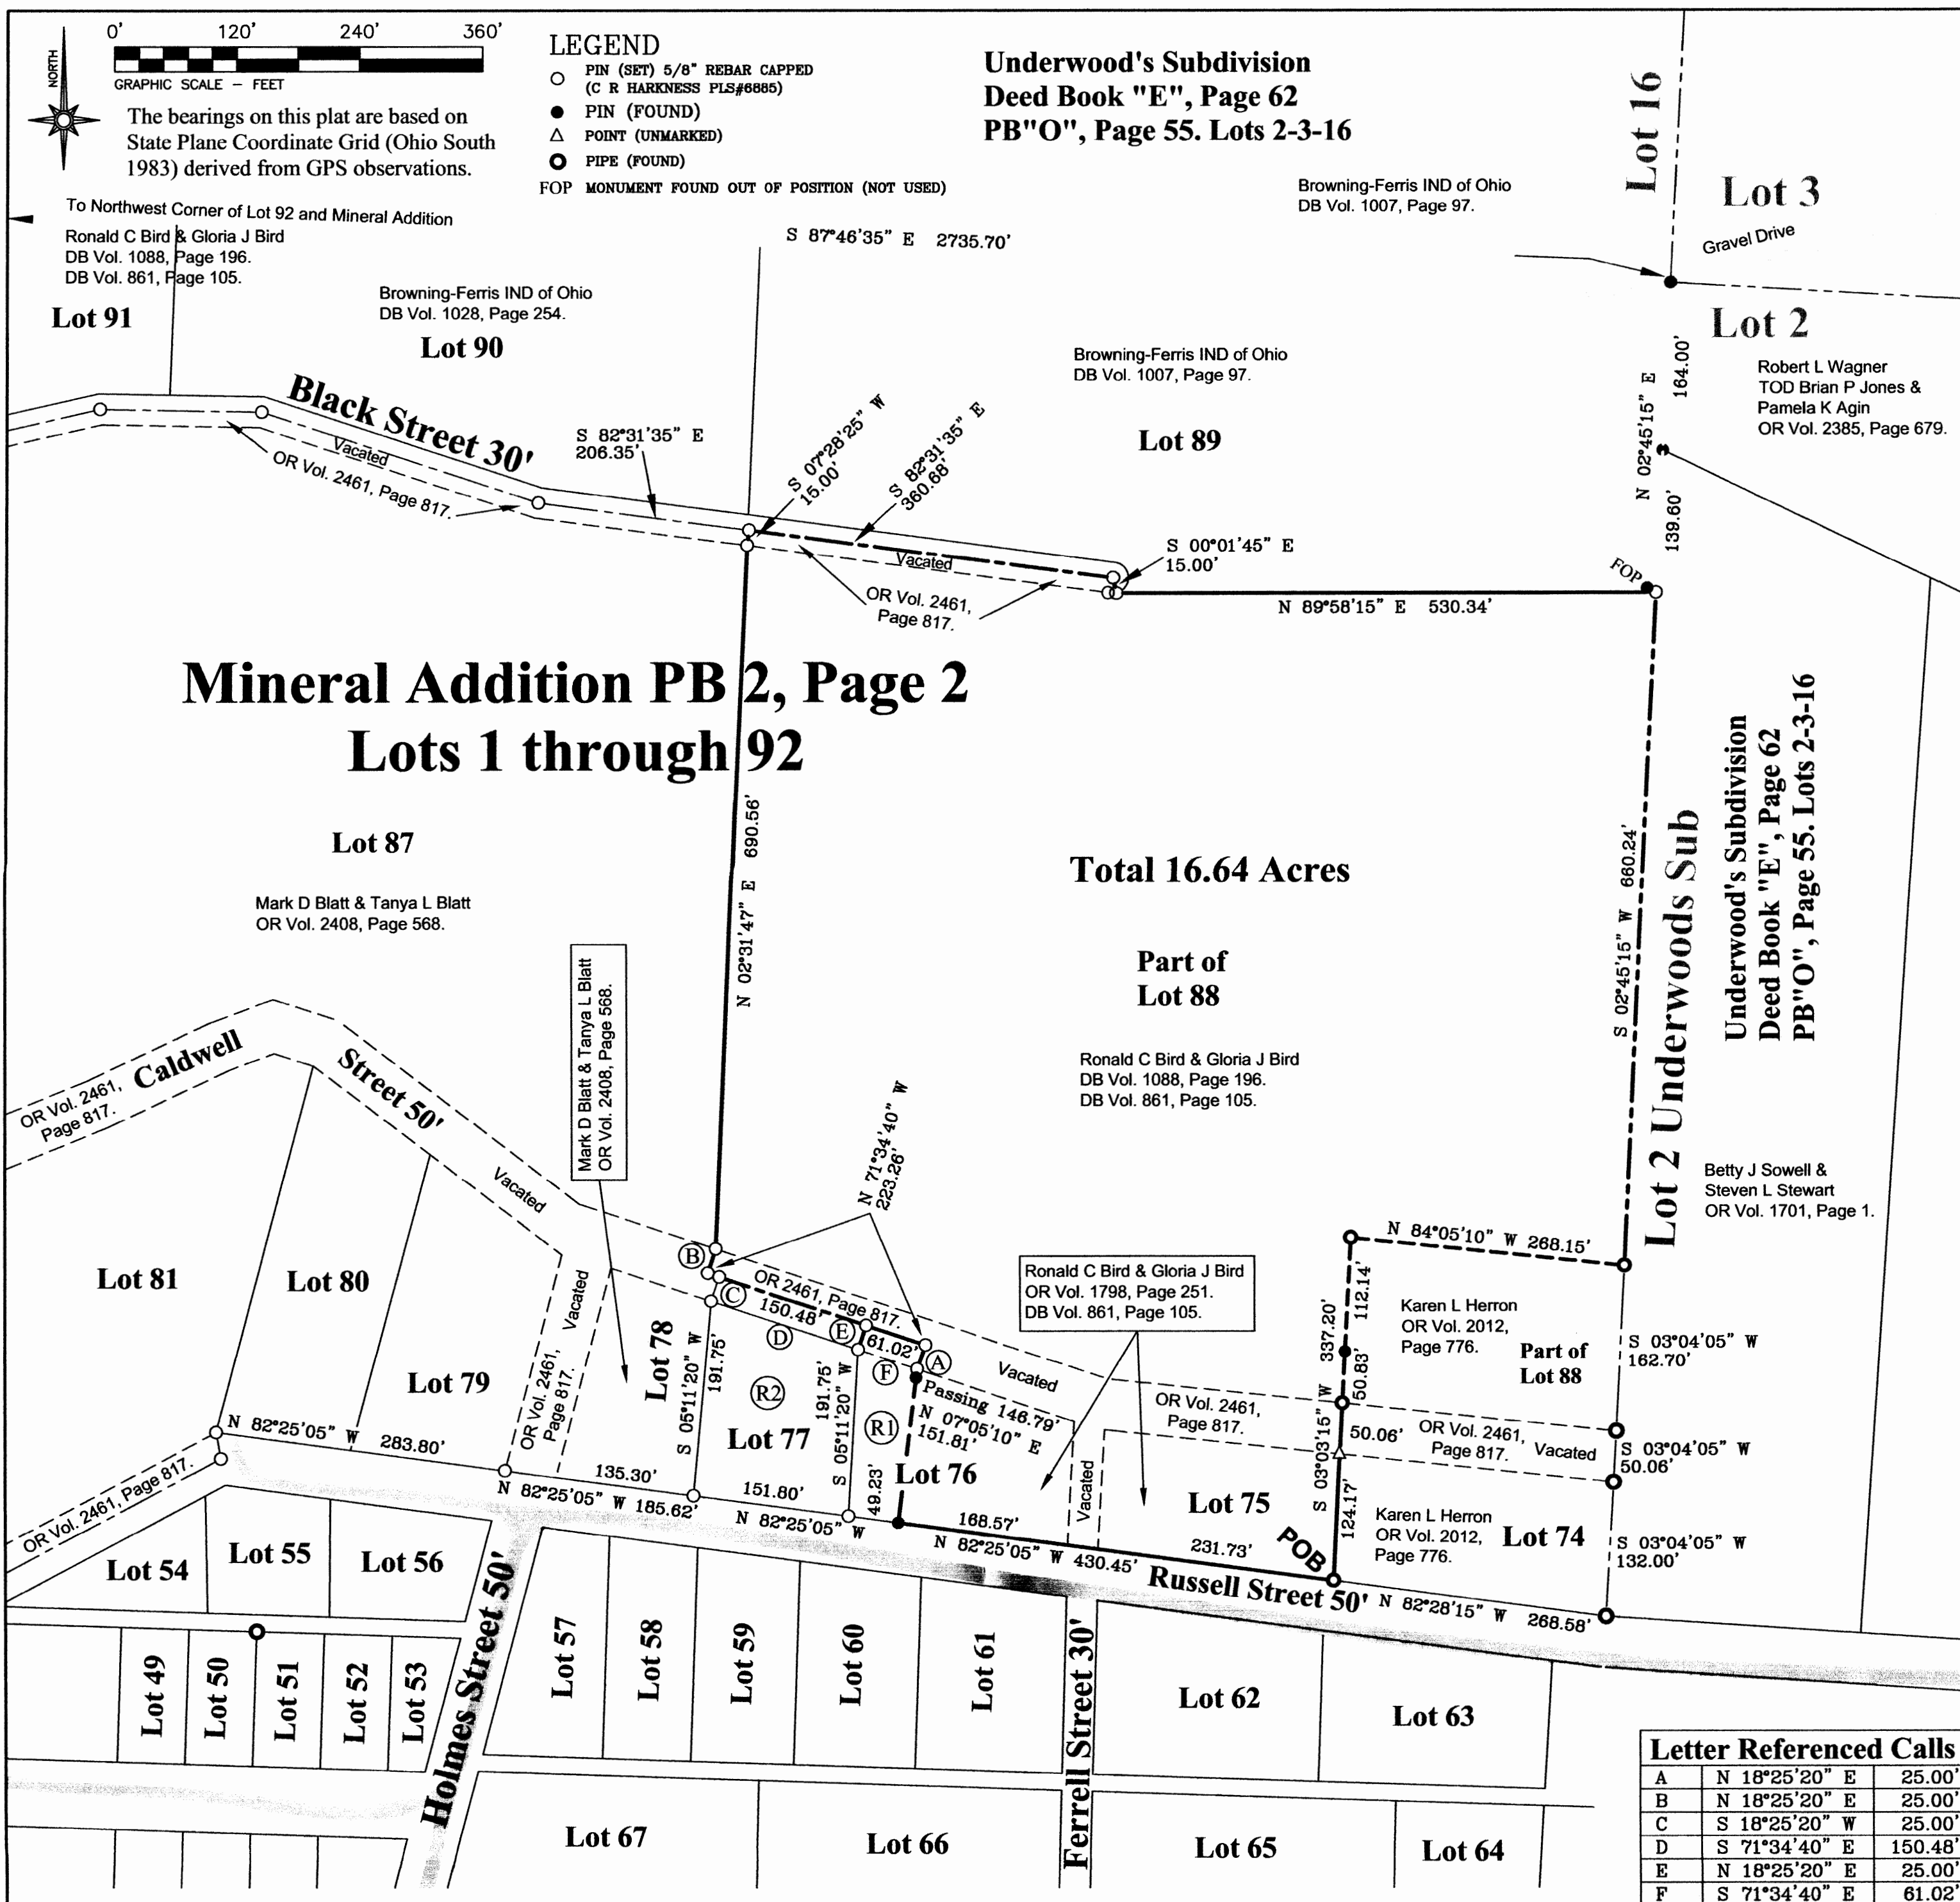 0' 120' 240' 360'
GRAPHIC SCALE - FEET
NORTH
The bearings on this plat are based on
State Plane Coordinate Grid (Ohio South
1983) derived from GPS observations.
LEGEND
PIN (SET) 5/8" REBAR CAPPED
(C R HARKNESS PLS#6885)
PIN (FOUND)
POINT (UNMARKED)
PIPE (FOUND)
FOP MONUMENT FOUND OUT OF POSITION (NOT USED)
Underwood's Subdivision
Deed Book "E", Page 62
PB"O", Page 55. Lots 2-3-16
Lot 16
Lot 3
Gravel Drive
Browning-Ferris IND of Ohio
DB Vol. 1007, Page 97.
To Northwest Corner of Lot 92 and Mineral Addition
Ronald C Bird & Gloria J Bird
DB Vol. 1088, Page 196.
DB Vol. 861, Page 105.
S 87°46'35" E 2735.70'
Lot 91
Browning-Ferris IND of Ohio
DB Vol. 1028, Page 254.
Lot 90
Lot 2
N 02°45'15" E
164.00'
139.60'
Robert L Wagner
TOD Brian P Jones &
Pamela K Agin
OR Vol. 2385, Page 679.
Browning-Ferris IND of Ohio
DB Vol. 1007, Page 97.
Lot 89
Black Street 30'
Vacated
OR Vol. 2461, Page 817.
S 82°31'35" E
206.35'
S 07°28'25" W
15.00'
S 82°31'35" E
360.68'
Vacated
OR Vol. 2461,
Page 817.
S 00°01'45" E
15.00'
FOP
N 89°58'15" E 530.34'
Mineral Addition PB 2, Page 2
Lots 1 through 92
N 02°31'47" E 690.56'
Lot 87
Mark D Blatt & Tanya L Blatt
OR Vol. 2408, Page 568.
Total 16.64 Acres
Part of
Lot 88
Ronald C Bird & Gloria J Bird
DB Vol. 1088, Page 196.
DB Vol. 861, Page 105.
S 02°45'15" W 660.24'
Lot 2 Underwoods Sub
Underwood's Subdivision
Deed Book "E", Page 62
PB"O", Page 55. Lots 2-3-16
Betty J Sowell &
Steven L Stewart
OR Vol. 1701, Page 1.
Mark D Blatt & Tanya L Blatt
OR Vol. 2408, Page 568.
OR Vol. 2461,
Page 817.
Caldwell
Street 50'
Vacated
N 71°34'40" W
223.26'
Lot 81
Lot 80
Lot 79
Vacated
OR Vol. 2461,
Page 817.
Lot 78
B
C
OR 2461, Page 817.
150.48'
D
E
61.02'
F
A
Vacated
Ronald C Bird & Gloria J Bird
OR Vol. 1798, Page 251.
DB Vol. 861, Page 105.
N 84°05'10" W 268.15'
112.14'
337.20'
50.83'
S 03°03'15" W
124.17'
Karen L Herron
OR Vol. 2012,
Page 776.
Part of
Lot 88
S 03°04'05" W
162.70'
S 05°11'20" W
191.75'
R2
Lot 77
191.75'
S 05°11'20" W
R1
Passing 146.79'
N 07°05'10" E
151.81'
Lot 76
49.23'
OR Vol. 2461,
Page 817.
50.06'
OR Vol. 2461,
Page 817.
Vacated
S 03°04'05" W
50.06'
Vacated
Lot 75
Karen L Herron
OR Vol. 2012,
Page 776.
Lot 74
S 03°04'05" W
132.00'
N 82°25'05" W 283.80'
OR Vol. 2461, Page 817.
135.30'
N 82°25'05" W 185.62'
151.80'
N 82°25'05" W
168.57'
N 82°25'05" W 430.45'
231.73'
POB
Russell Street 50'
N 82°28'15" W 268.58'
Lot 54
Lot 55
Lot 56
Holmes Street 50'
Lot 57
Lot 58
Lot 59
Lot 60
Lot 61
Ferrell Street 30'
Lot 62
Lot 63
Lot 49
Lot 50
Lot 51
Lot 52
Lot 53
Lot 67
Lot 66
Lot 65
Lot 64
Letter Referenced Calls
A N 18°25'20" E 25.00'
B N 18°25'20" E 25.00'
C S 18°25'20" W 25.00'
D S 71°34'40" E 150.48'
E N 18°25'20" E 25.00'
F S 71°34'40" E 61.02'